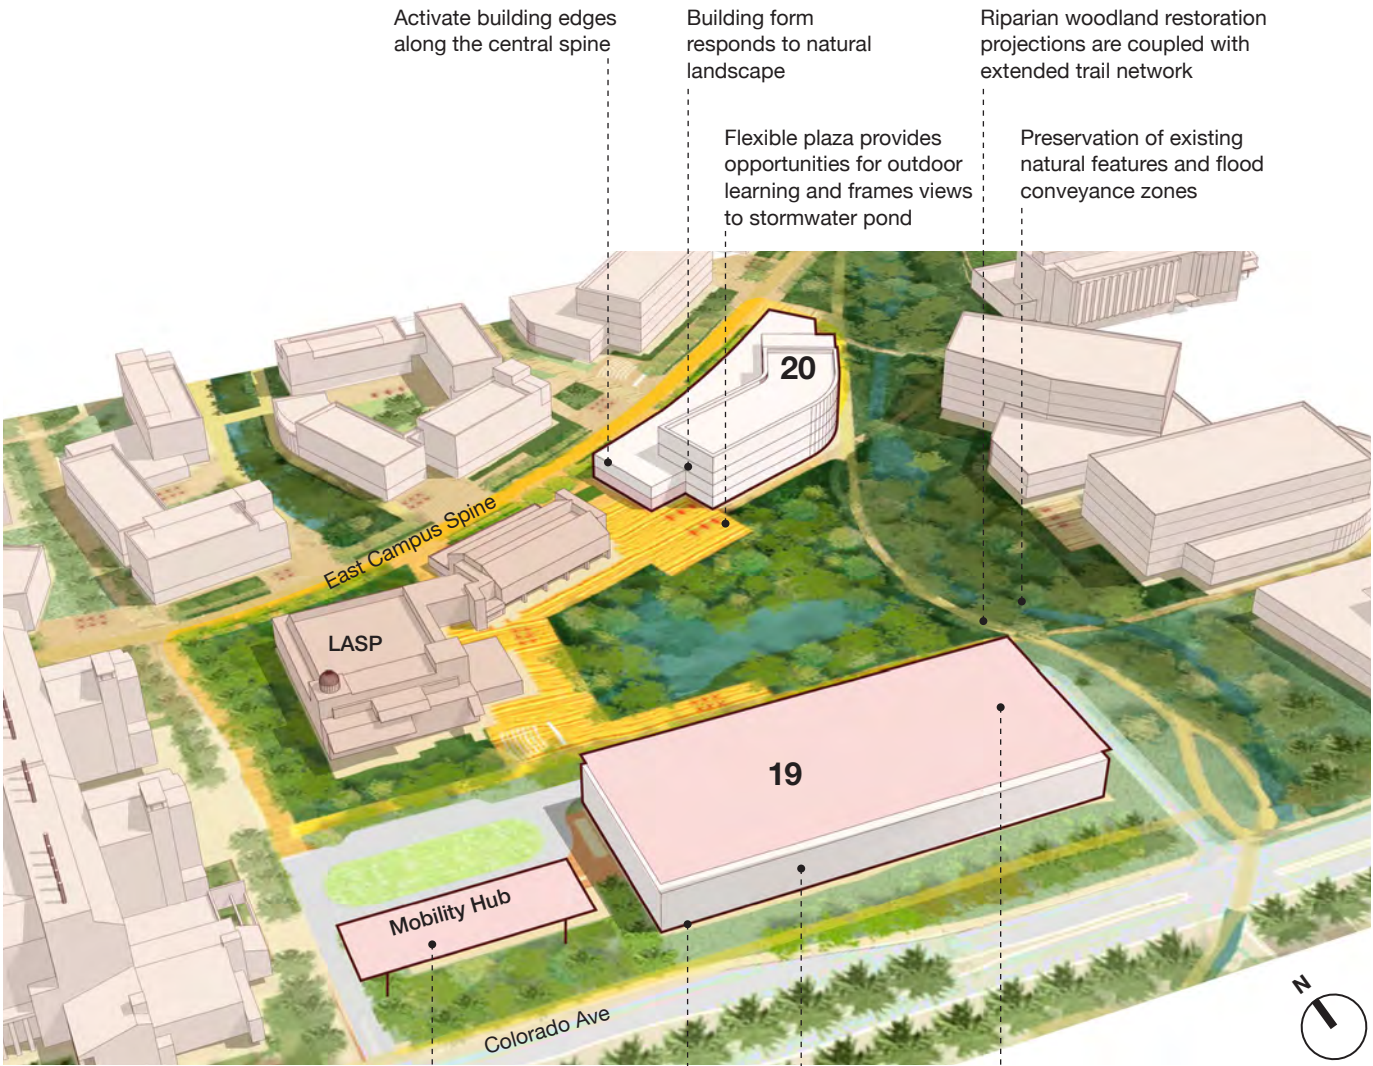 Activate building edges
along the central spine
Building form
responds to natural
landscape
Riparian woodland restoration
projections are coupled with
extended trail network
Flexible plaza provides
opportunities for outdoor
learning and frames views
to stormwater pond
Preservation of existing
natural features and flood
conveyance zones
20
East Campus Spine
LASP
19
Mobility Hub
Colorado Ave
N